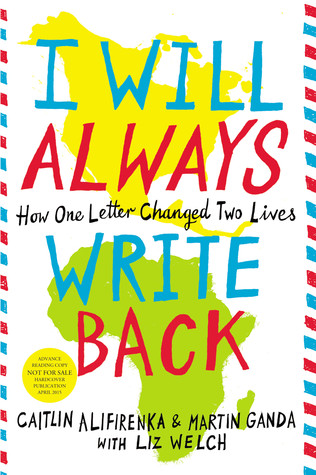 I WILL
ALWAYS
How One Letter Changed Two Lives
WRITE
BACK
ADVANCE
READING COPY
NOT FOR SALE
HARDCOVER
PUBLICATION
APRIL 2015
CAITLIN ALIFIRENKA & MARTIN GANDA
WITH LIZ WELCH